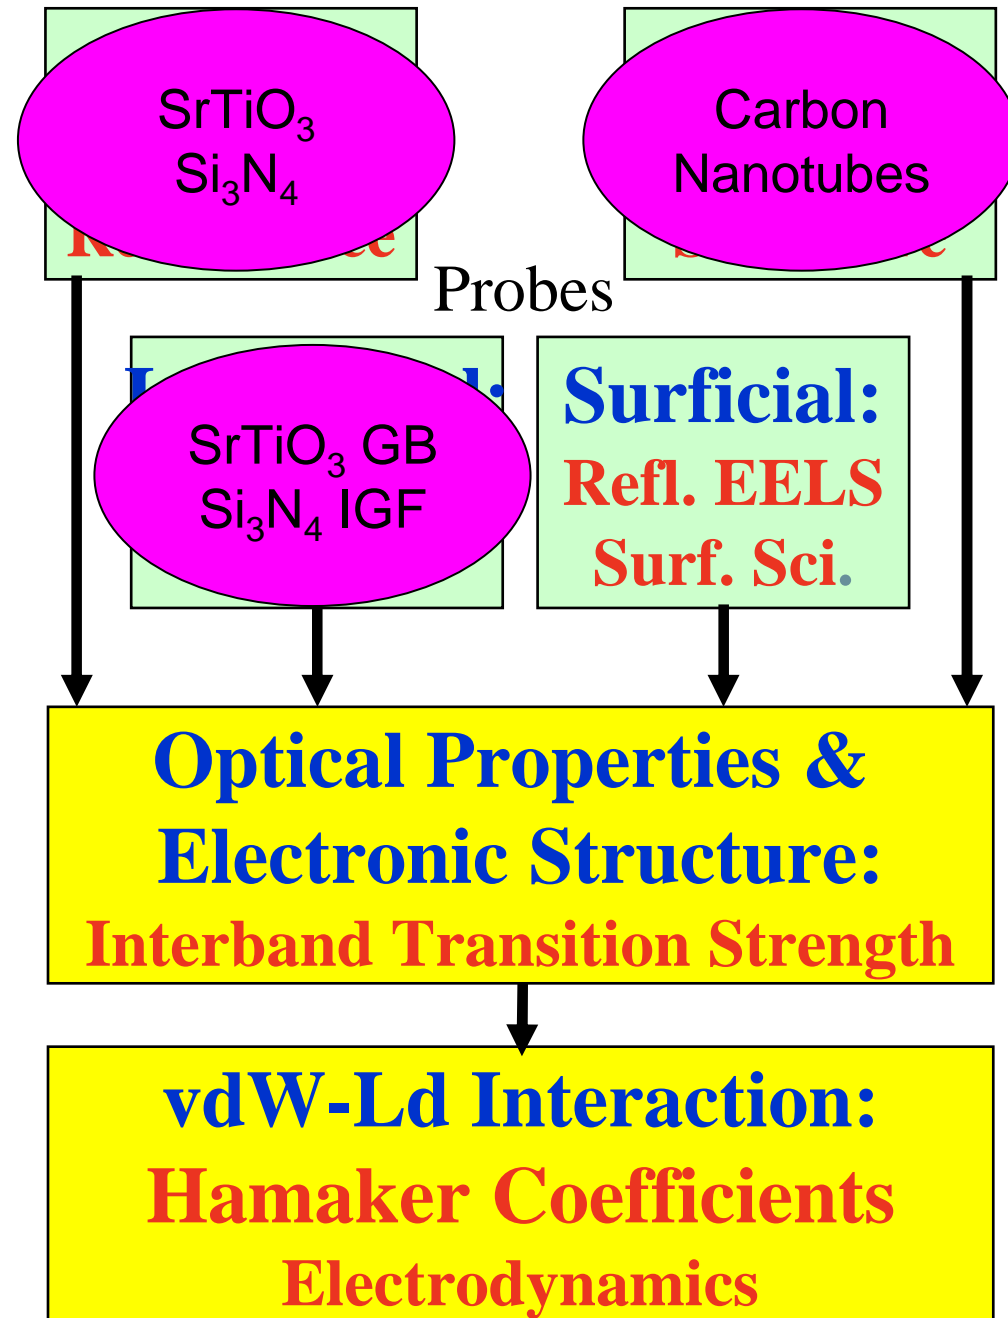 SrTiO₃
Si₃N₄
Carbon
Nanotubes
Probes
SrTiO₃ GB
Si₃N₄ IGF
Surficial:
Refl. EELS
Surf. Sci.
Optical Properties &
Electronic Structure:
Interband Transition Strength
vdW-Ld Interaction:
Hamaker Coefficients
Electrodynamics